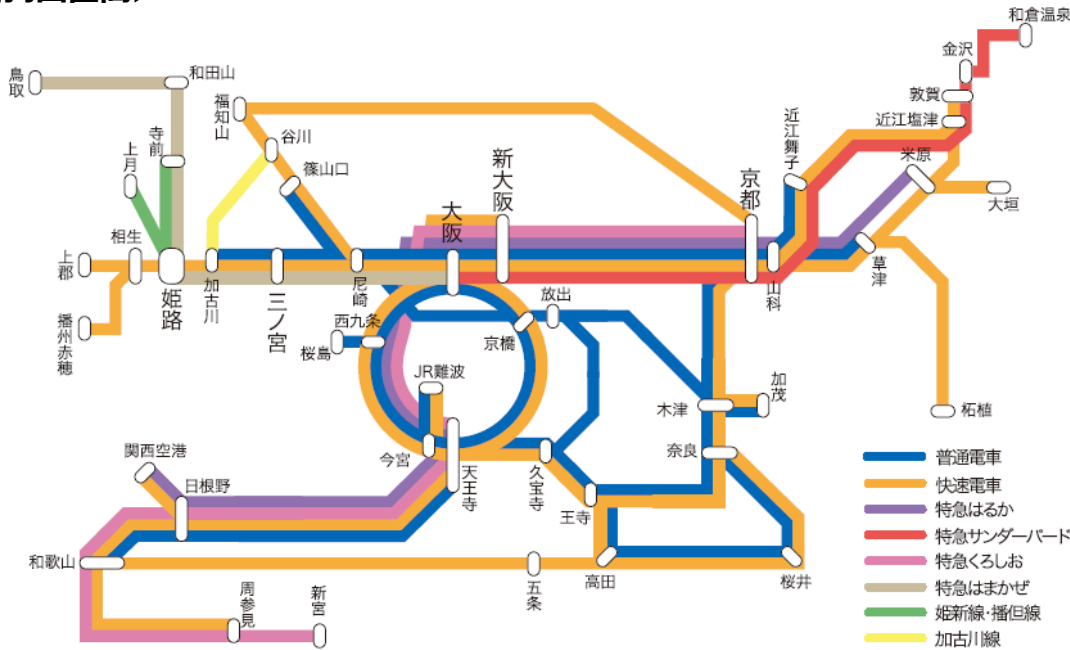 和倉温泉
金沢
鳥取
和田山
敦賀
福知山
近江塩津
近江舞子
寺前
谷川
上月
米原
篠山口
新大阪
京都
大阪
大垣
相生
上郡
加古川
三ノ宮
尼崎
山科
草津
姫路
放出
播州赤穂
西九条
京橋
桜島
JR難波
加茂
木津
柘植
関西空港
今宮
奈良
天王寺
久宝寺
日根野
王寺
和歌山
五条
高田
桜井
周参見
新宮
普通電車
快速電車
特急はるか
特急サンダーバード
特急くろしお
特急はまかぜ
姫新線・播但線
加古川線